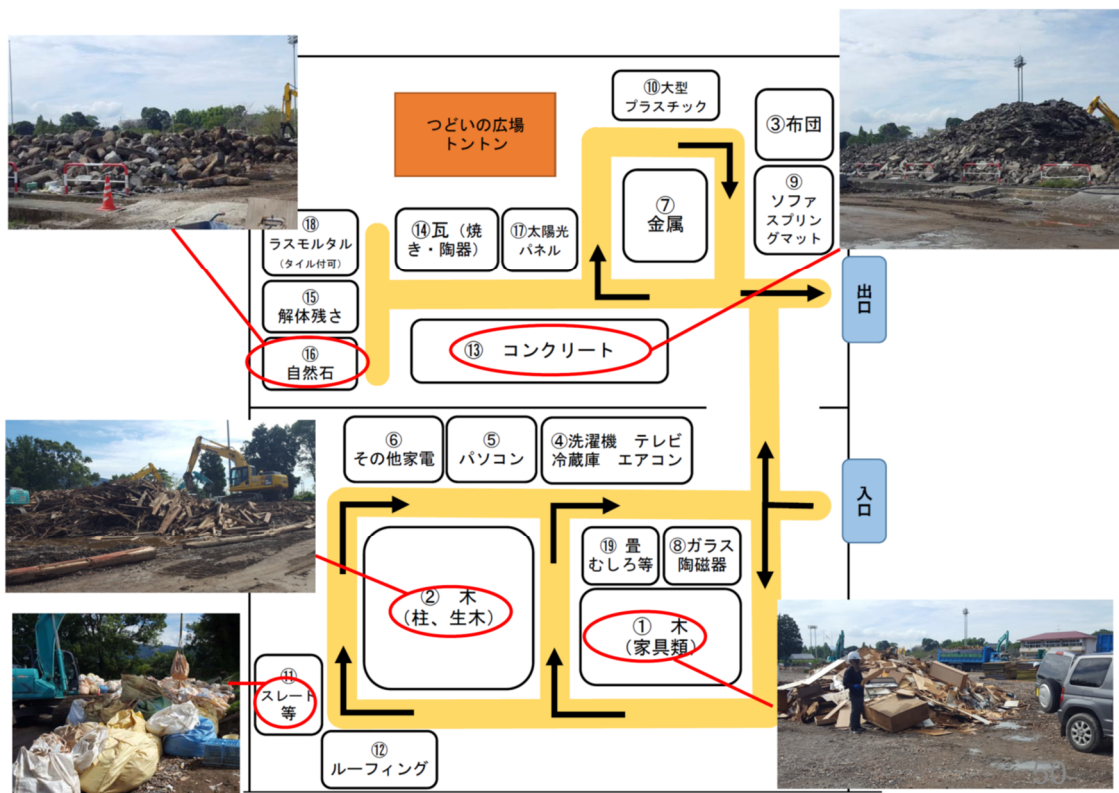 ⑩大型
プラスチック
つどいの広場
トントン
③布団
⑦
金属
⑨
ソファ
スプリン
グマット
⑱
ラスモルタル
(タイル付可)
⑭瓦（焼
き・陶器）
⑰太陽光
パネル
出口
⑮
解体残さ
⑬ コンクリート
⑯
自然石
⑥
その他家電
⑤
パソコン
④洗濯機 テレビ
冷蔵庫 エアコン
入口
⑲ 畳
むしろ等
⑧ガラス
陶磁器
② 木
（柱、生木）
① 木
（家具類）
⑪
スレート
等
⑫
ルーフィング
50